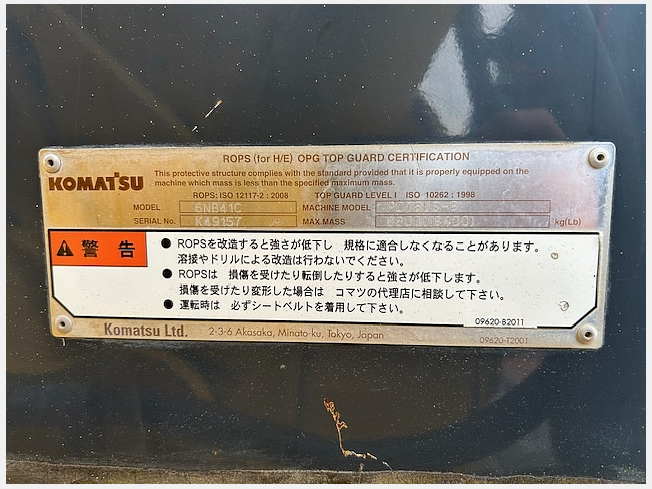 ROPS (for H/E) OPG TOP GUARD CERTIFICATION
KOMATSU
This protective structure complies with the standard provided that it is properly equipped on the
machine which mass is less than the specified maximum mass.
ROPS: ISO 12117-2 : 2008 TOP GUARD LEVEL I ISO 10262 : 1998
MODEL MACHINE MODEL
SERIAL No. K49157 MAX.MASS kg(Lb)
警告
● ROPSを改造すると強さが低下し 規格に適合しなくなることがあります。
溶接やドリルによる改造は行わないでください。
● ROPSは 損傷を受けたり転倒したりすると強さが低下します。
損傷を受けたり変形した場合は コマツの代理店に相談して下さい。
● 運転時は 必ずシートベルトを着用して下さい。
09620-B2011
Komatsu Ltd. 2-3-6 Akasaka, Minato-ku, Tokyo, Japan
09620-T2001